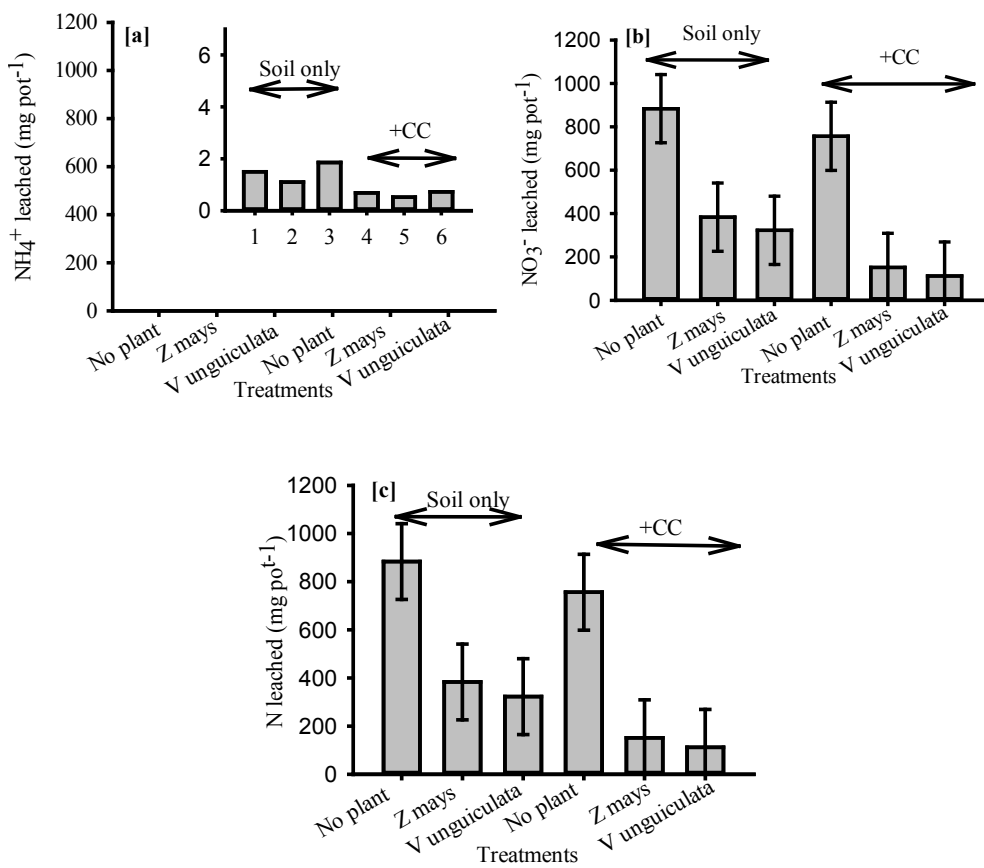 [a]
NH4+ leached (mg pot-1)
1200
1000
800
600
400
200
0
6
4
2
0
Soil only
+CC
1 2 3 4 5 6
No plant
Z mays
V unguiculata
No plant
Z mays
V unguiculata
Treatments
[b]
NO3- leached (mg pot-1)
1200
1000
800
600
400
200
0
Soil only
+CC
No plant
Z mays
V unguiculata
No plant
Z mays
V unguiculata
Treatments
[c]
N leached (mg pot-1)
1200
1000
800
600
400
200
0
Soil only
+CC
No plant
Z mays
V unguiculata
No plant
Z mays
V unguiculata
Treatments